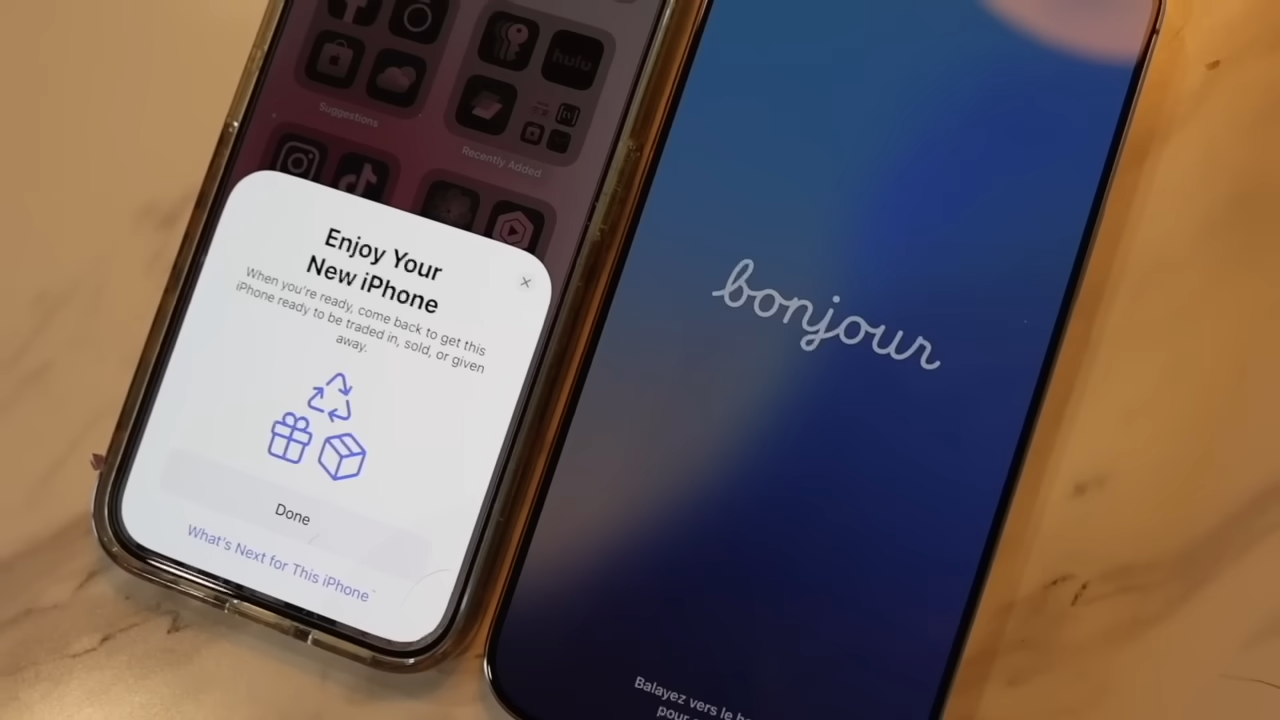 hulu
Suggestions
Recently Added
Enjoy Your
New iPhone
When you're ready, come back to get this
iPhone ready to be traded in, sold, or given
away.
Done
What's Next for This iPhone
bonjour
Balayez vers le
pour